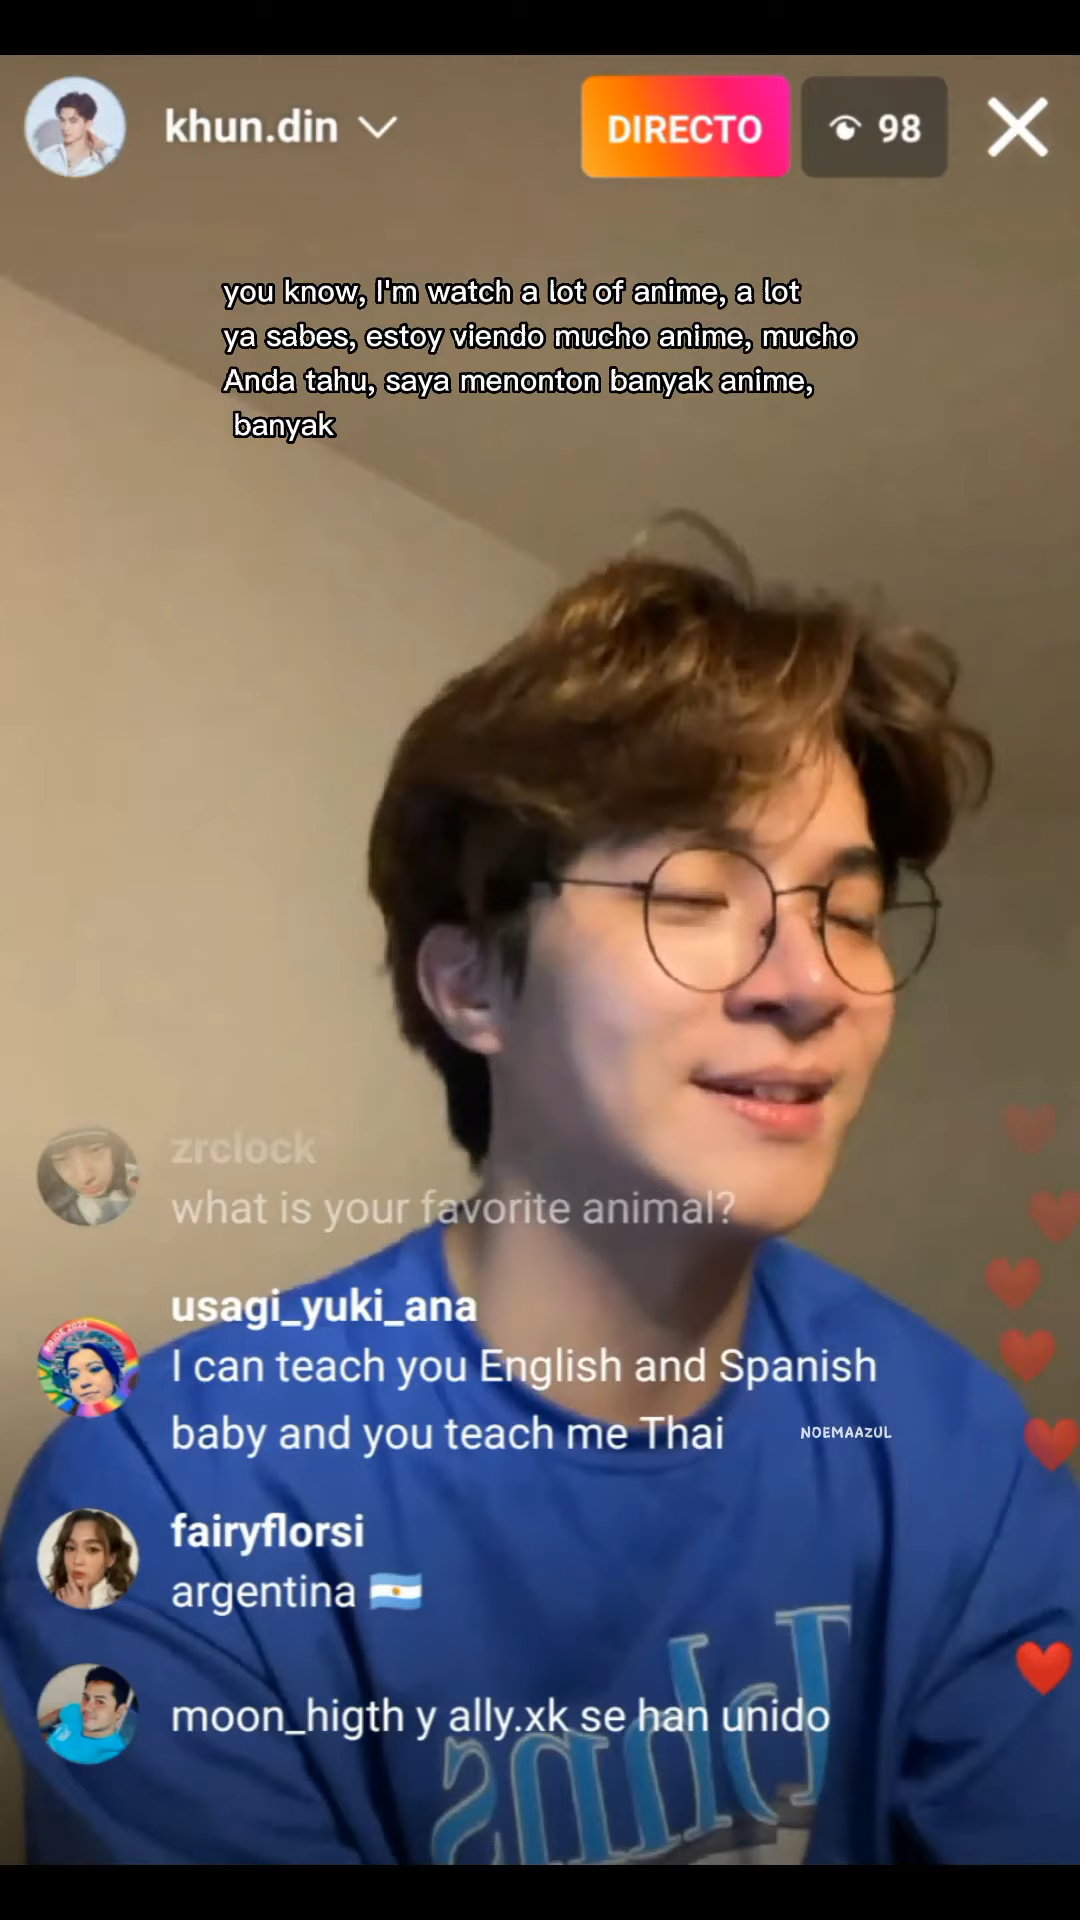 khun.din
DIRECTO
98
you know, I'm watch a lot of anime, a lot
ya sabes, estoy viendo mucho anime, mucho
Anda tahu, saya menonton banyak anime,
banyak
zrclock
what is your favorite animal?
usagi_yuki_ana
I can teach you English and Spanish
baby and you teach me Thai
NOEMAAZUL
fairyflorsi
argentina 🇦🇷
moon_higth y ally.xk se han unido